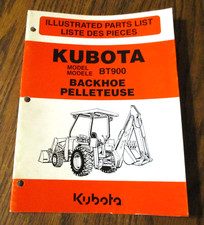 ILLUSTRATED PARTS LIST
LISTE DES PIECES
KUBOTA
MODEL
MODELE BT900
BACKHOE
PELLETEUSE
Kubota